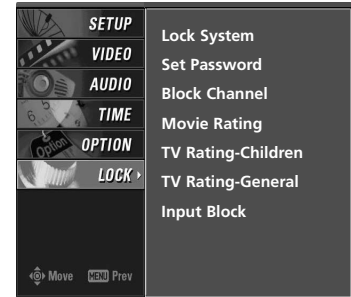 SETUP
VIDEO
AUDIO
TIME
OPTION
LOCK
Move MENU Prev
Lock System
Set Password
Block Channel
Movie Rating
TV Rating-Children
TV Rating-General
Input Block